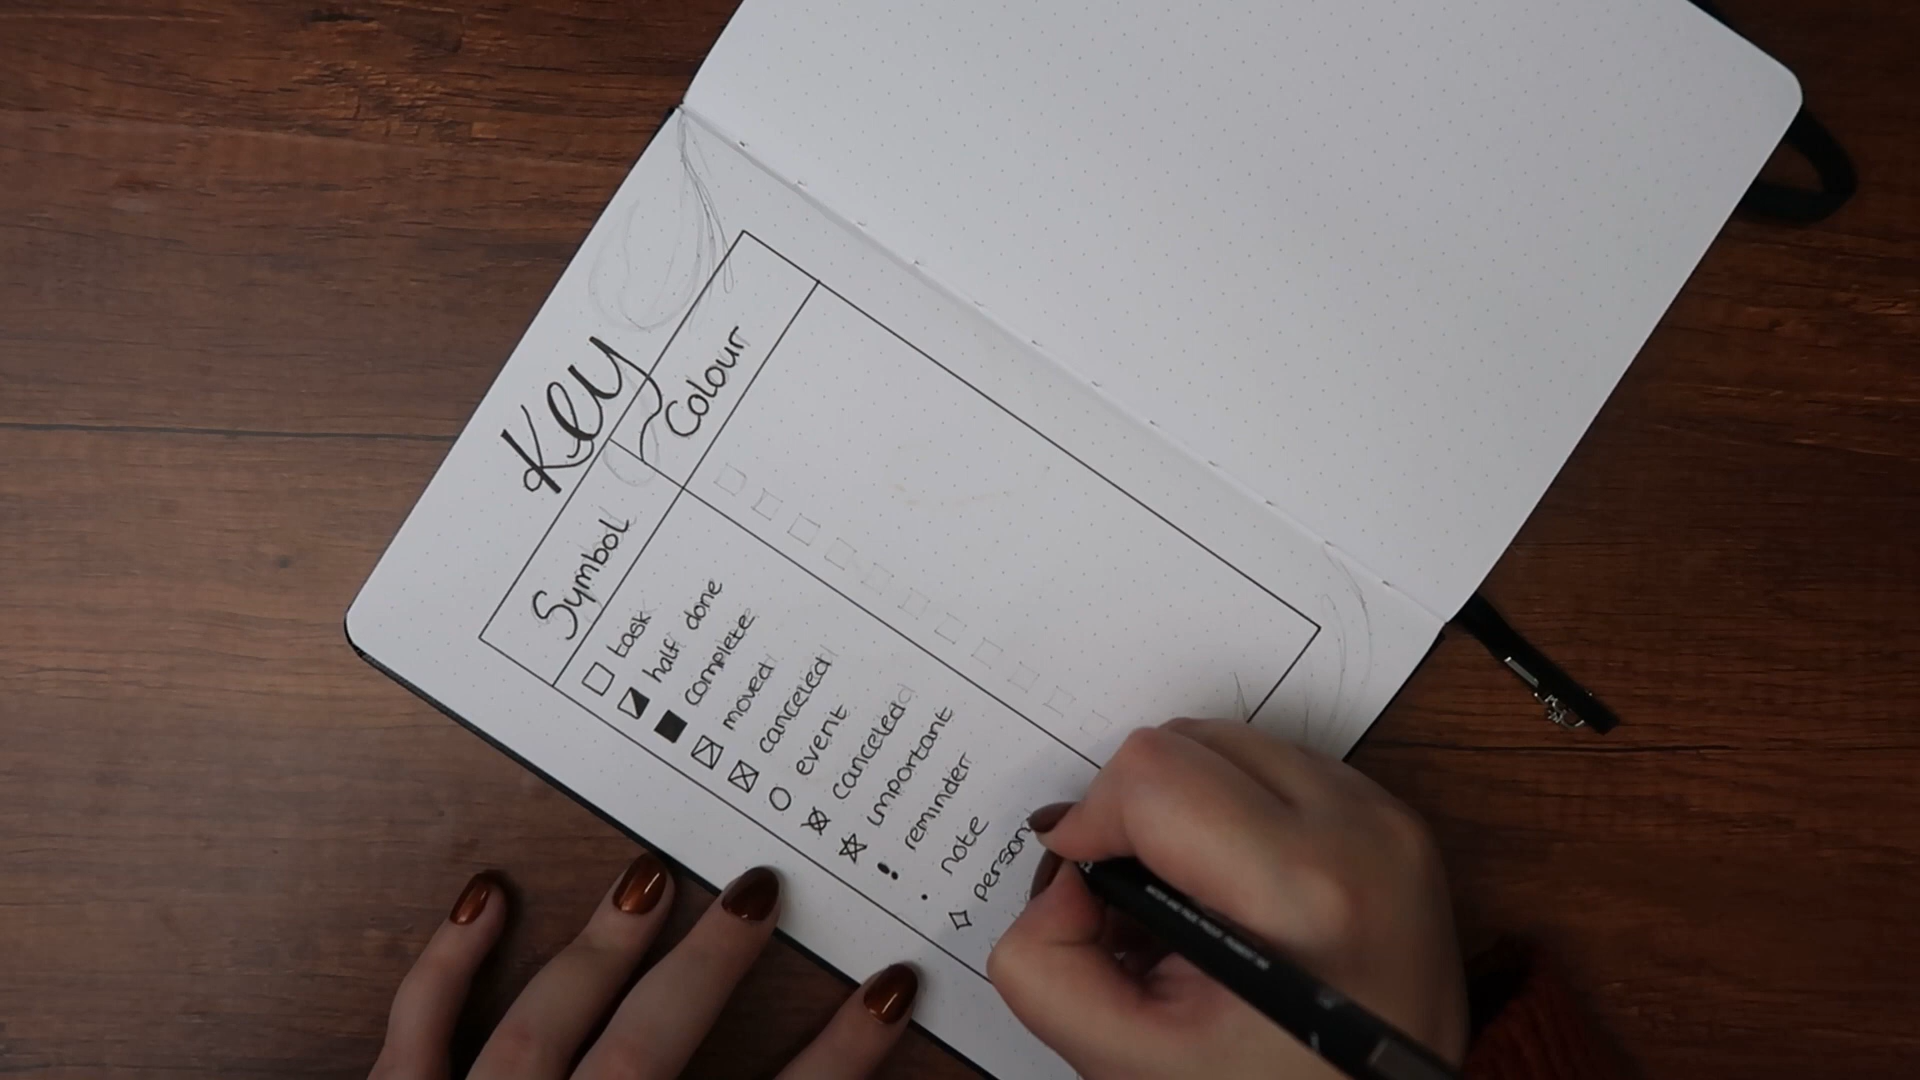 Key
Symbol
Colour
task
half done
complete
moved
canceled
event
canceled
important
reminder
note
person